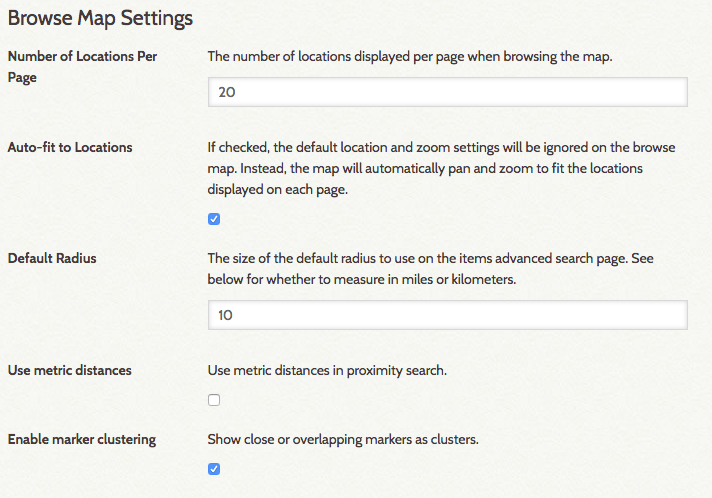 Browse Map Settings
Number of Locations Per
Page
The number of locations displayed per page when browsing the map.
20
Auto-fit to Locations
If checked, the default location and zoom settings will be ignored on the browse
map. Instead, the map will automatically pan and zoom to fit the locations
displayed on each page.
Default Radius
The size of the default radius to use on the items advanced search page. See
below for whether to measure in miles or kilometers.
10
Use metric distances
Use metric distances in proximity search.
Enable marker clustering
Show close or overlapping markers as clusters.